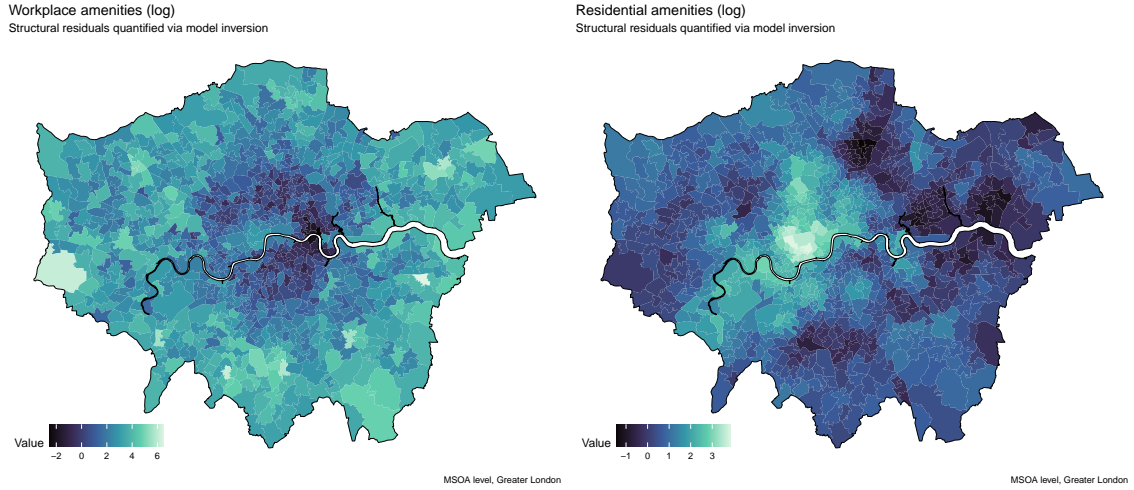 Workplace amenities (log)
Structural residuals quantified via model inversion
Value
−2 0 2 4 6
MSOA level, Greater London
Residential amenities (log)
Structural residuals quantified via model inversion
Value
−1 0 1 2 3
MSOA level, Greater London